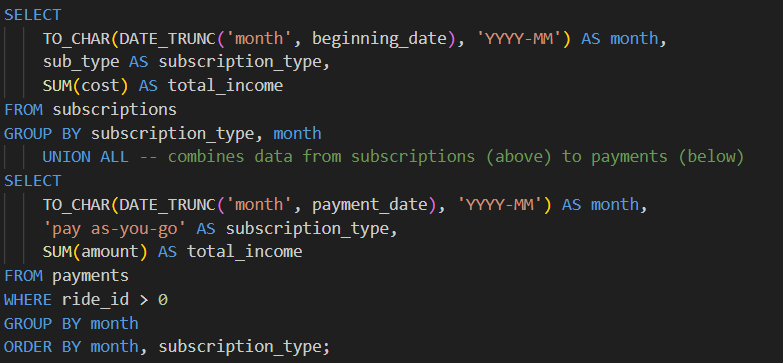 SELECT
TO_CHAR(DATE_TRUNC('month', beginning_date), 'YYYY-MM') AS month,
sub_type AS subscription_type,
SUM(cost) AS total_income
FROM subscriptions
GROUP BY subscription_type, month
UNION ALL -- combines data from subscriptions (above) to payments (below)
SELECT
TO_CHAR(DATE_TRUNC('month', payment_date), 'YYYY-MM') AS month,
'pay as-you-go' AS subscription_type,
SUM(amount) AS total_income
FROM payments
WHERE ride_id > 0
GROUP BY month
ORDER BY month, subscription_type;